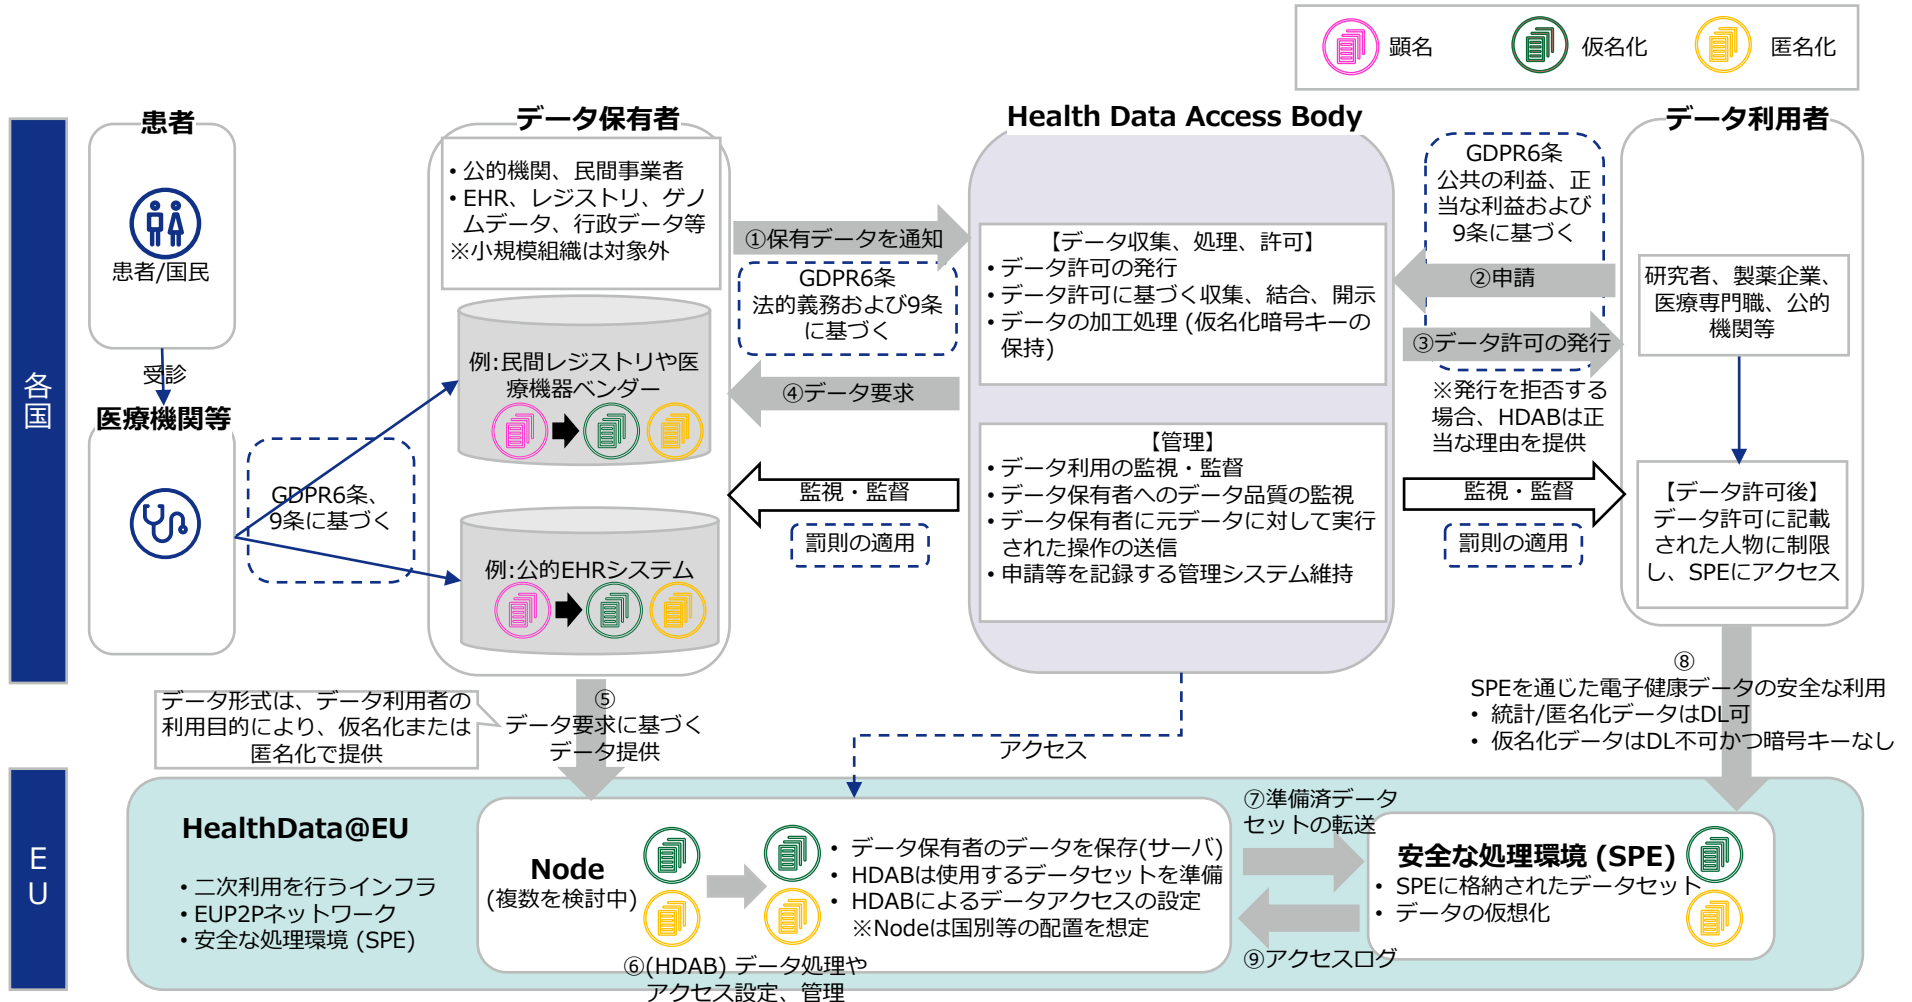 顕名
仮名化
匿名化
各国
患者
患者/国民
受診
医療機関等
GDPR6条、
9条に基づく
データ保有者
• 公的機関、民間事業者
• EHR、レジストリ、ゲノ
ムデータ、行政データ等
※小規模組織は対象外
例:民間レジストリや医
療機器ベンダー
例:公的EHRシステム
①保有データを通知
GDPR6条
法的義務および9条
に基づく
④データ要求
監視・監督
罰則の適用
Health Data Access Body
【データ収集、処理、許可】
• データ許可の発行
• データ許可に基づく収集、結合、開示
• データの加工処理 (仮名化暗号キーの
保持)
【管理】
• データ利用の監視・監督
• データ保有者へのデータ品質の監視
• データ保有者に元データに対して実行
された操作の送信
• 申請等を記録する管理システム維持
GDPR6条
公共の利益、正
当な利益および
9条に基づく
②申請
③データ許可の発行
※発行を拒否する
場合、HDABは正
当な理由を提供
監視・監督
罰則の適用
データ利用者
研究者、製薬企業、
医療専門職、公的
機関等
【データ許可後】
データ許可に記載
された人物に制限
し、SPEにアクセス
データ形式は、データ利用者の
利用目的により、仮名化または
匿名化で提供
⑤
データ要求に基づく
データ提供
アクセス
⑧
SPEを通じた電子健康データの安全な利用
• 統計/匿名化データはDL可
• 仮名化データはDL不可かつ暗号キーなし
EU
HealthData@EU
• 二次利用を行うインフラ
• EUP2Pネットワーク
• 安全な処理環境 (SPE)
Node
(複数を検討中)
• データ保有者のデータを保存(サーバ)
• HDABは使用するデータセットを準備
• HDABによるデータアクセスの設定
※Nodeは国別等の配置を想定
⑥(HDAB) データ処理や
アクセス設定、管理
⑦準備済データ
セットの転送
⑨アクセスログ
安全な処理環境 (SPE)
• SPEに格納されたデータセット
• データの仮想化